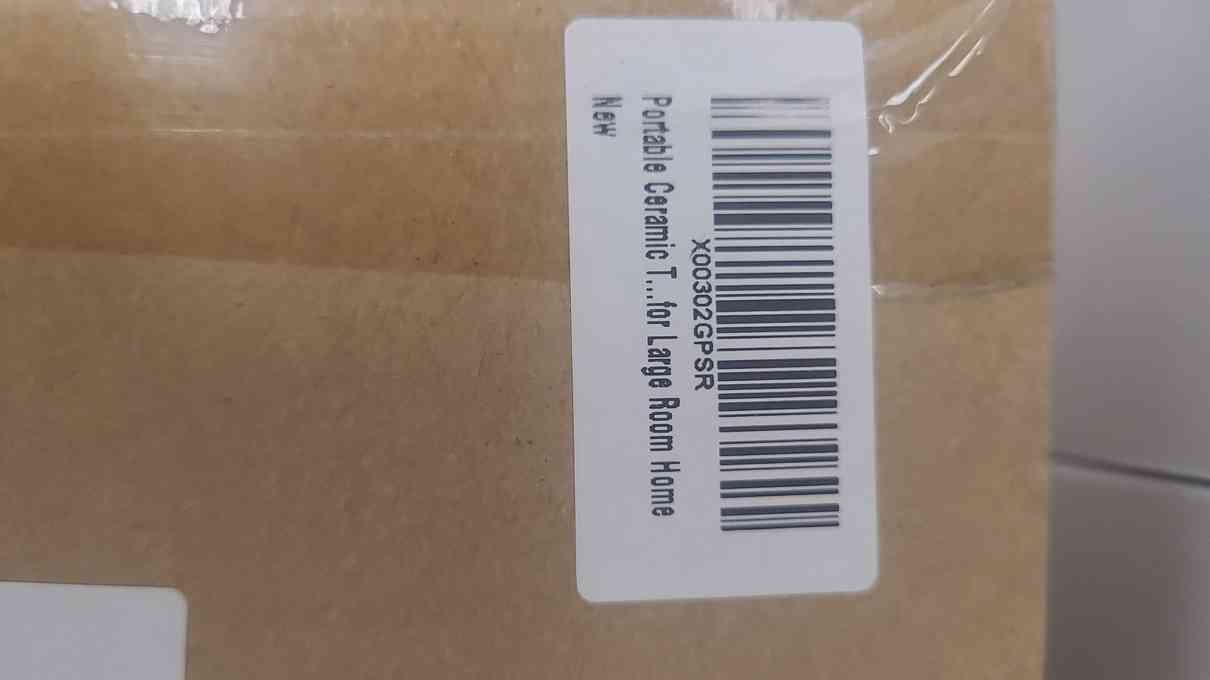 X00302GPSR
Portable Ceramic T...for Large Room Home
New